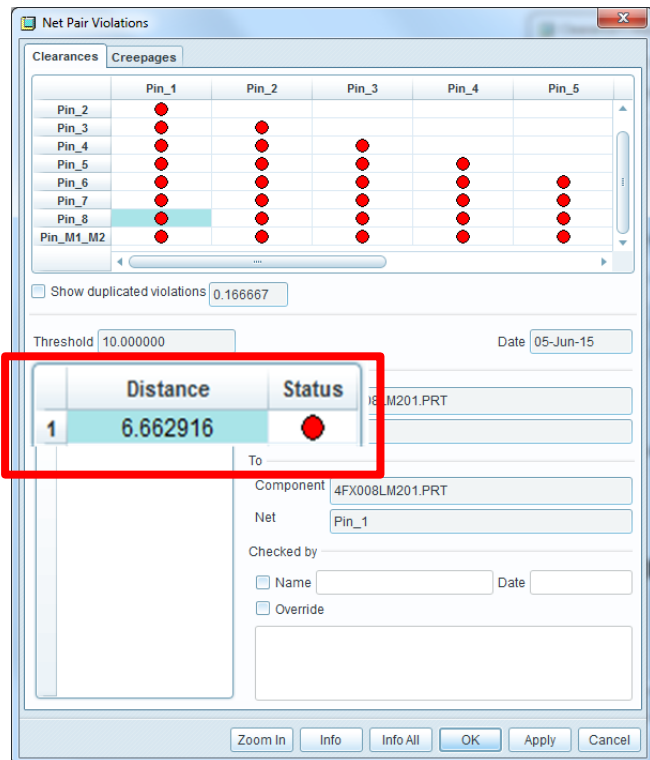 Net Pair Violations
x
Clearances Creepages
Pin_1 Pin_2 Pin_3 Pin_4 Pin_5
Pin_2
Pin_3
Pin_4
Pin_5
Pin_6
Pin_7
Pin_8
Pin_M1_M2
Show duplicated violations 0.166667
Threshold 10.000000 Date 05-Jun-15
Distance Status
LM201.PRT
1 6.662916
To
Component 4FX008LM201.PRT
Net Pin_1
Checked by
Name Date
Override
Zoom In Info Info All OK Apply Cancel